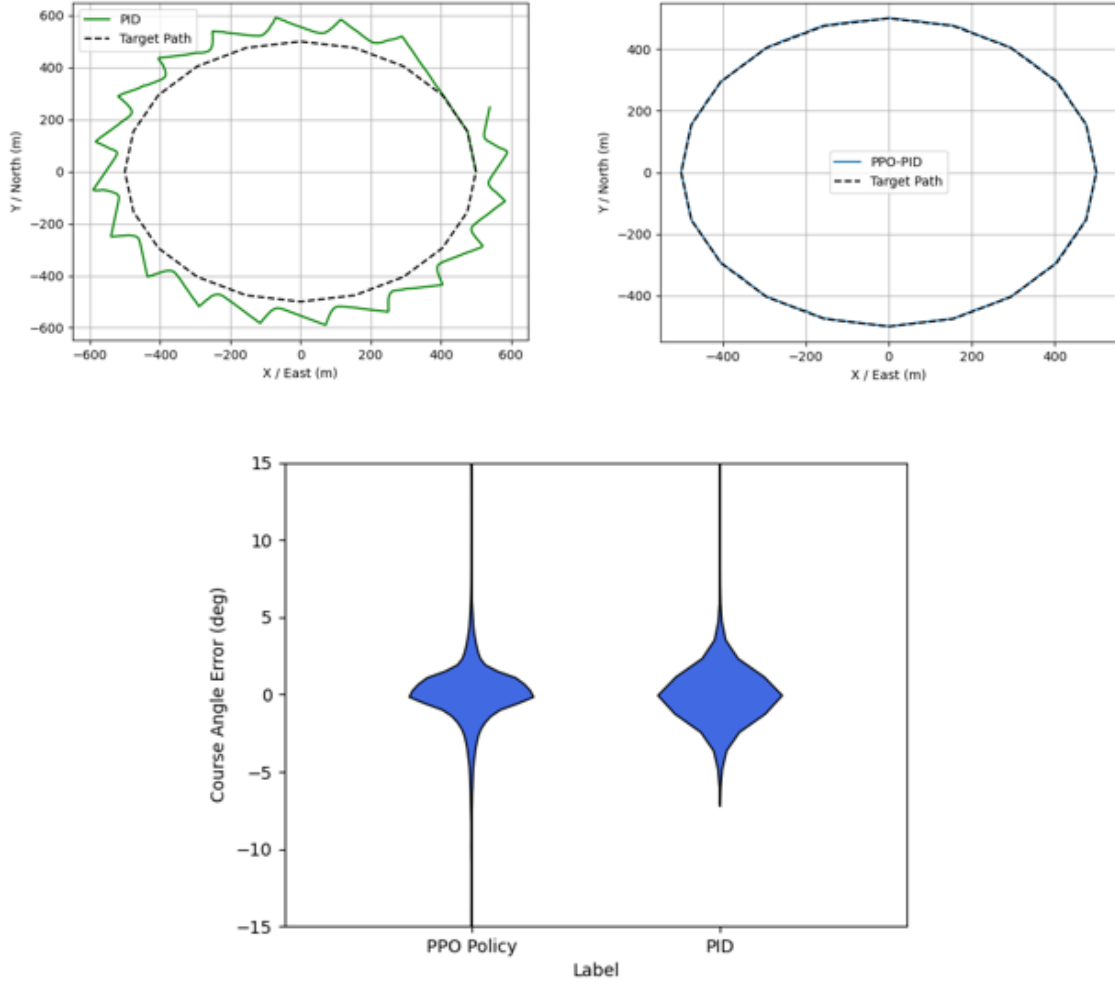 PID
Target Path
600
400
200
0
−200
−400
−600
Y / North (m)
−600 −400 −200 0 200 400 600
X / East (m)
PPO-PID
Target Path
400
200
0
−200
−400
Y / North (m)
−400 −200 0 200 400
X / East (m)
15
10
5
0
−5
−10
−15
Course Angle Error (deg)
PPO Policy PID
Label